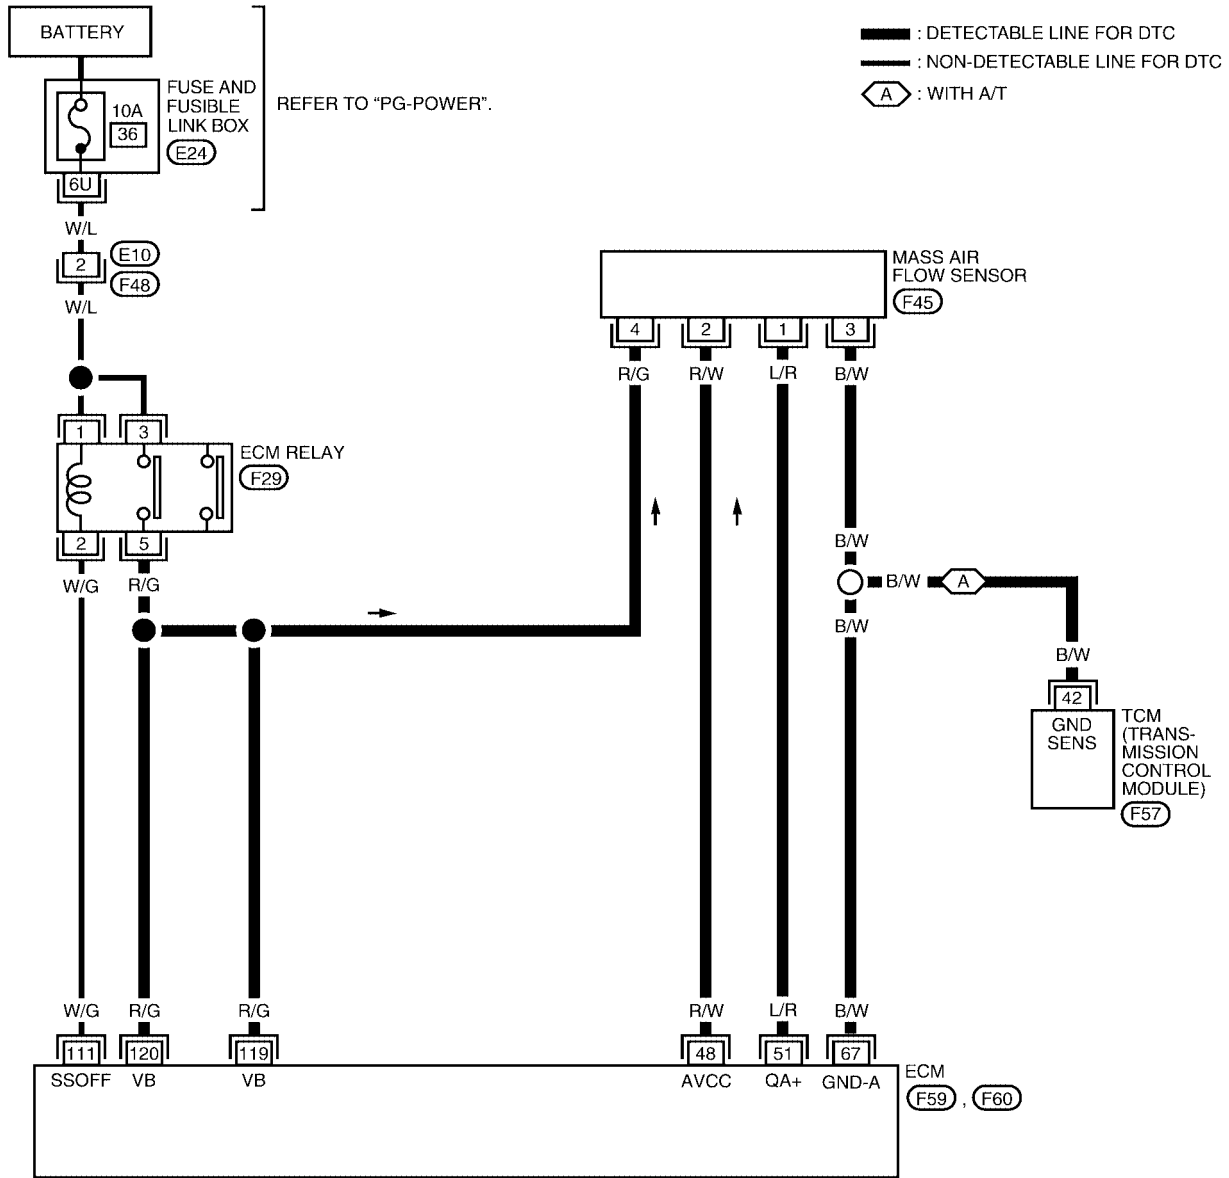 BATTERY
: DETECTABLE LINE FOR DTC
: NON-DETECTABLE LINE FOR DTC
A : WITH A/T
FUSE AND
FUSIBLE
LINK BOX
E24
10A
36
REFER TO “PG-POWER”.
6U
W/L
2
E10
F48
W/L
MASS AIR
FLOW SENSOR
F45
4 2 1 3
R/G R/W L/R B/W
1 3
ECM RELAY
F29
2 5
W/G R/G
B/W
B/W A
B/W
B/W
42
GND
SENS
TCM
(TRANS-
MISSION
CONTROL
MODULE)
F57
W/G R/G R/G R/W L/R B/W
111 120 119 48 51 67
SSOFF VB VB AVCC QA+ GND-A
ECM
F59 , F60